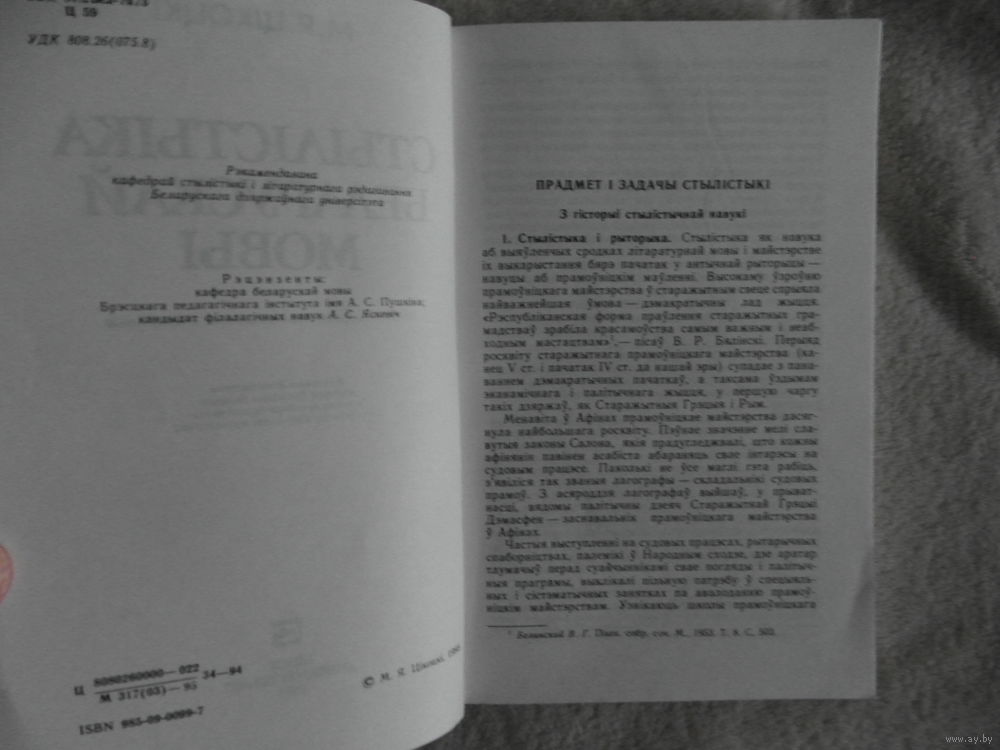 Ц 59
УДК 808.26(075.8)
Рэкамендавана
кафедрай стылістыкі і літаратурнага рэдагавання
Беларускага дзяржаўнага універсітэта
Рэцэнзенты:
кафедра беларускай мовы
Брэсцкага педагагічнага інстытута імя А. С. Пушкіна;
кандыдат філалагічных навук А. С. Яскевіч
Ц 8080260000—022 34—94
М 317(03)—95
ISBN 985-09-0099-7
© М. Я. Цікоцкі, 1995
ПРАДМЕТ І ЗАДАЧЫ СТЫЛІСТЫКІ
З гісторыі стылістычнай навукі
1. Стылістыка і рыторыка. Стылістыка як навука
аб выяўленчых сродках літаратурнай мовы і майстэрстве
іх выкарыстання бярэ пачатак у антычнай рыторыцы —
навуцы аб прамоўніцкім маўленні. Высокаму ўзроўню
прамоўніцкага майстэрства ў старажытным свеце спрыяла
найважнейшая ўмова — дэмакратычны лад жыцця.
«Рэспубліканская форма праўлення старажытных гра-
мадстваў зрабіла красамоўства самым важным і неаб-
ходным мастацтвам»¹,— пісаў В. Р. Бялінскі. Перыяд
росквіту старажытнага прамоўніцкага майстэрства (ка-
нец V ст. і пачатак IV ст. да нашай эры) супадае з пана-
ваннем дэмакратычных пачаткаў, а таксама ўздымам
эканамічнага і палітычнага жыцця, у першую чаргу
такіх дзяржаў, як Старажытныя Грэцыя і Рым.
Менавіта ў Афінах прамоўніцкае майстэрства дасяг-
нула найбольшага росквіту. Пэўнае значэнне мелі сла-
вутыя законы Салона, якія прадугледжвалі, што кожны
афінянін павінен асабіста абараняць свае інтарэсы на
судовым працэсе. Паколькі не ўсе маглі гэта рабіць,
з'явіліся так званыя лагографы — складальнікі судовых
прамоў. З асяроддзя лагографаў выйшаў, у прыват-
насці, вядомы палітычны дзеяч Старажытнай Грэцыі
Дэмасфен — заснавальнік прамоўніцкага майстэрства
ў Афінах.
Частыя выступленні на судовых працэсах, рытарычных
спаборніцтвах, палемікі ў Народным сходзе, дзе аратар
тлумачыў перад суайчыннікамі свае погляды і палітыч-
ныя праграмы, выклікалі пільную патрэбу ў спецыяль-
ных і сістэматычных занятках па авалоданню прамоў-
ніцкім майстэрствам. Узнікаюць школы прамоўніцкага
¹ Белинский В. Г. Полн. собр. соч. М., 1953. Т. 8. С. 503.
www.ay.by